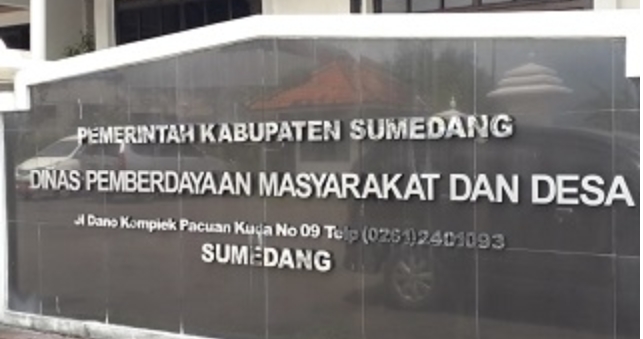 PEMERINTAH KABUPATEN SUMEDANG
DINAS PEMBERDAYAAN MASYARAKAT DAN DESA
Jl Dano Komplek Pacuan Kuda No 09 Telp (0261)2401093
SUMEDANG